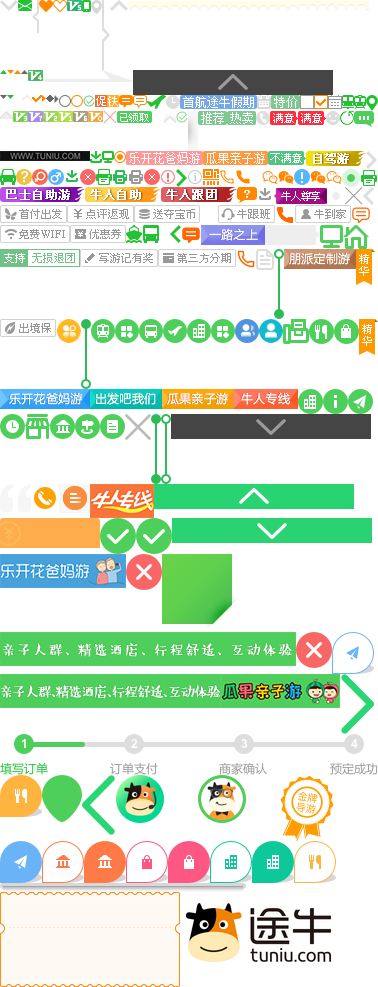 促 铁
首航途牛假期 特价
已领取 推荐 热卖 满意 满意
WWW.TUNIU.COM 乐开花爸妈游 瓜果亲子游 不满意 自驾游
巴士自助游 牛人自助 牛人跟团 牛人尊享
首付出发 点评返现 送夺宝币 牛跟班 牛到家
免费WIFI 优惠券 一路之上
支持 无损退团 写游记有奖 第三方分期 朋派定制游 精华
出境保 精华
乐开花爸妈游 出发吧我们 瓜果亲子游 牛人专线
牛人专线
乐开花爸妈游
亲子人群、精选酒店、行程舒适、互动体验
亲子人群、精选酒店、行程舒适、互动体验 瓜果亲子游
1 2 3 4
填写订单 订单支付 商家确认 预定成功
金牌导游
途牛
tuniu.com